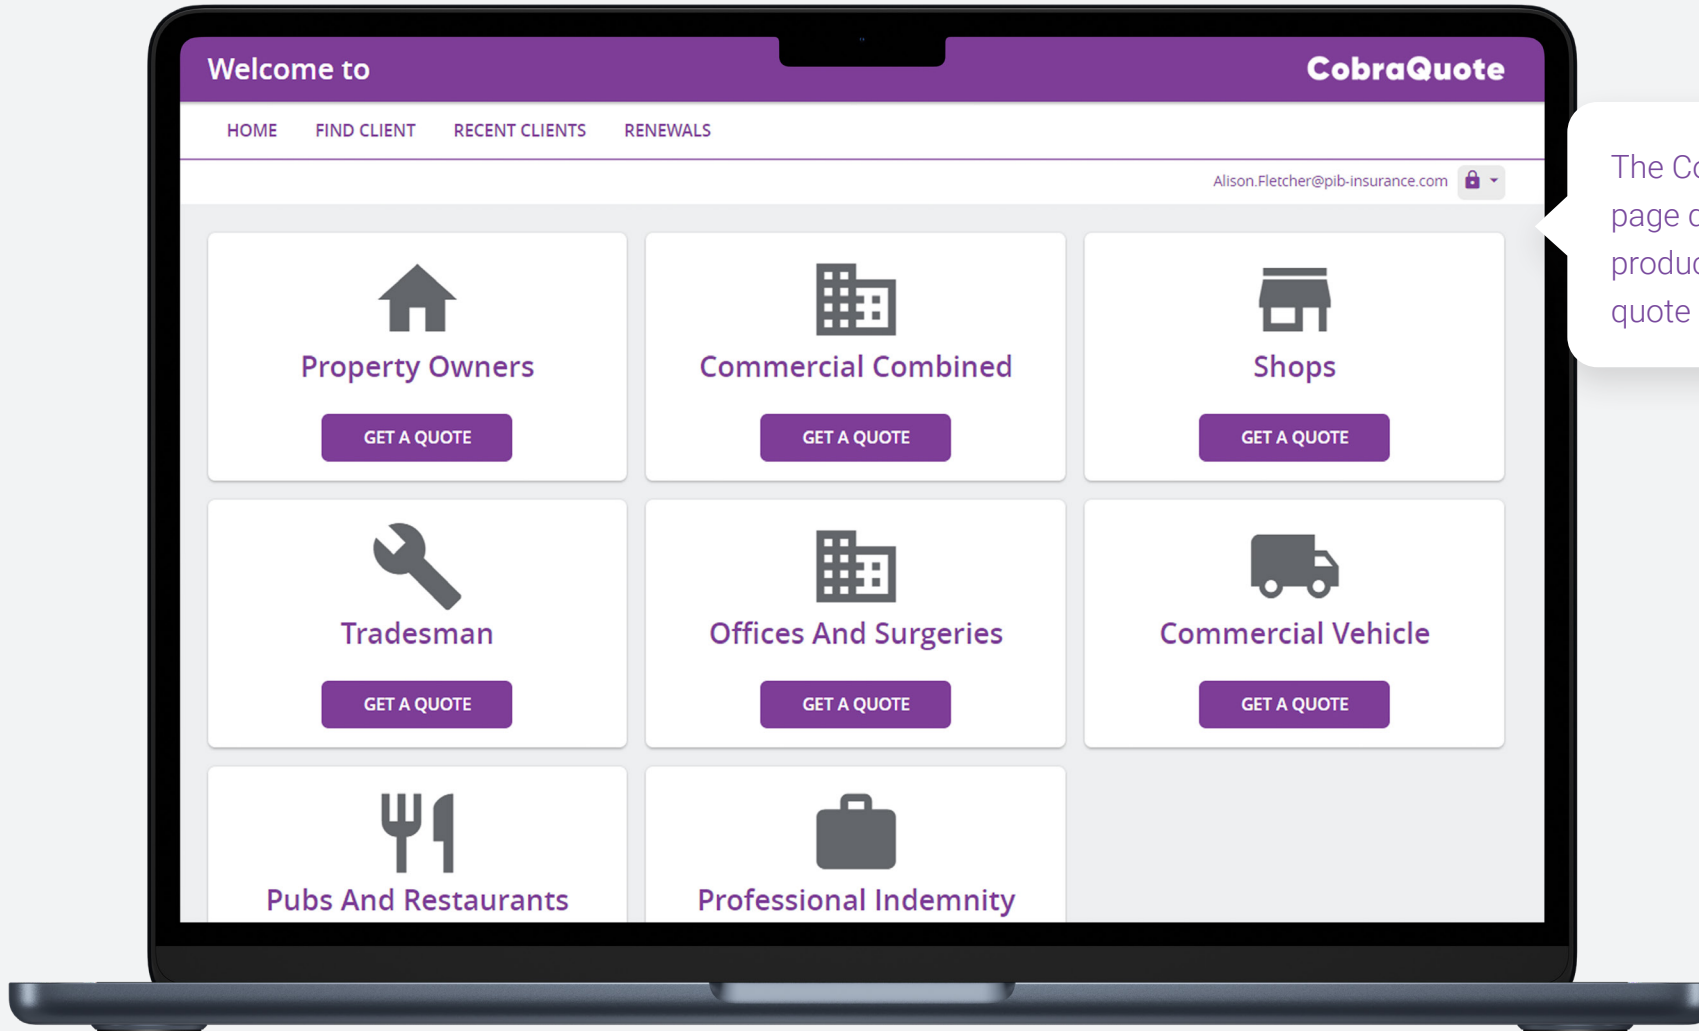 Welcome to
CobraQuote
HOME FIND CLIENT RECENT CLIENTS RENEWALS
Alison.Fletcher@pib-insurance.com
Property Owners
GET A QUOTE
Commercial Combined
GET A QUOTE
Shops
GET A QUOTE
Tradesman
GET A QUOTE
Offices And Surgeries
GET A QUOTE
Commercial Vehicle
GET A QUOTE
Pubs And Restaurants
Professional Indemnity
The
page
quote